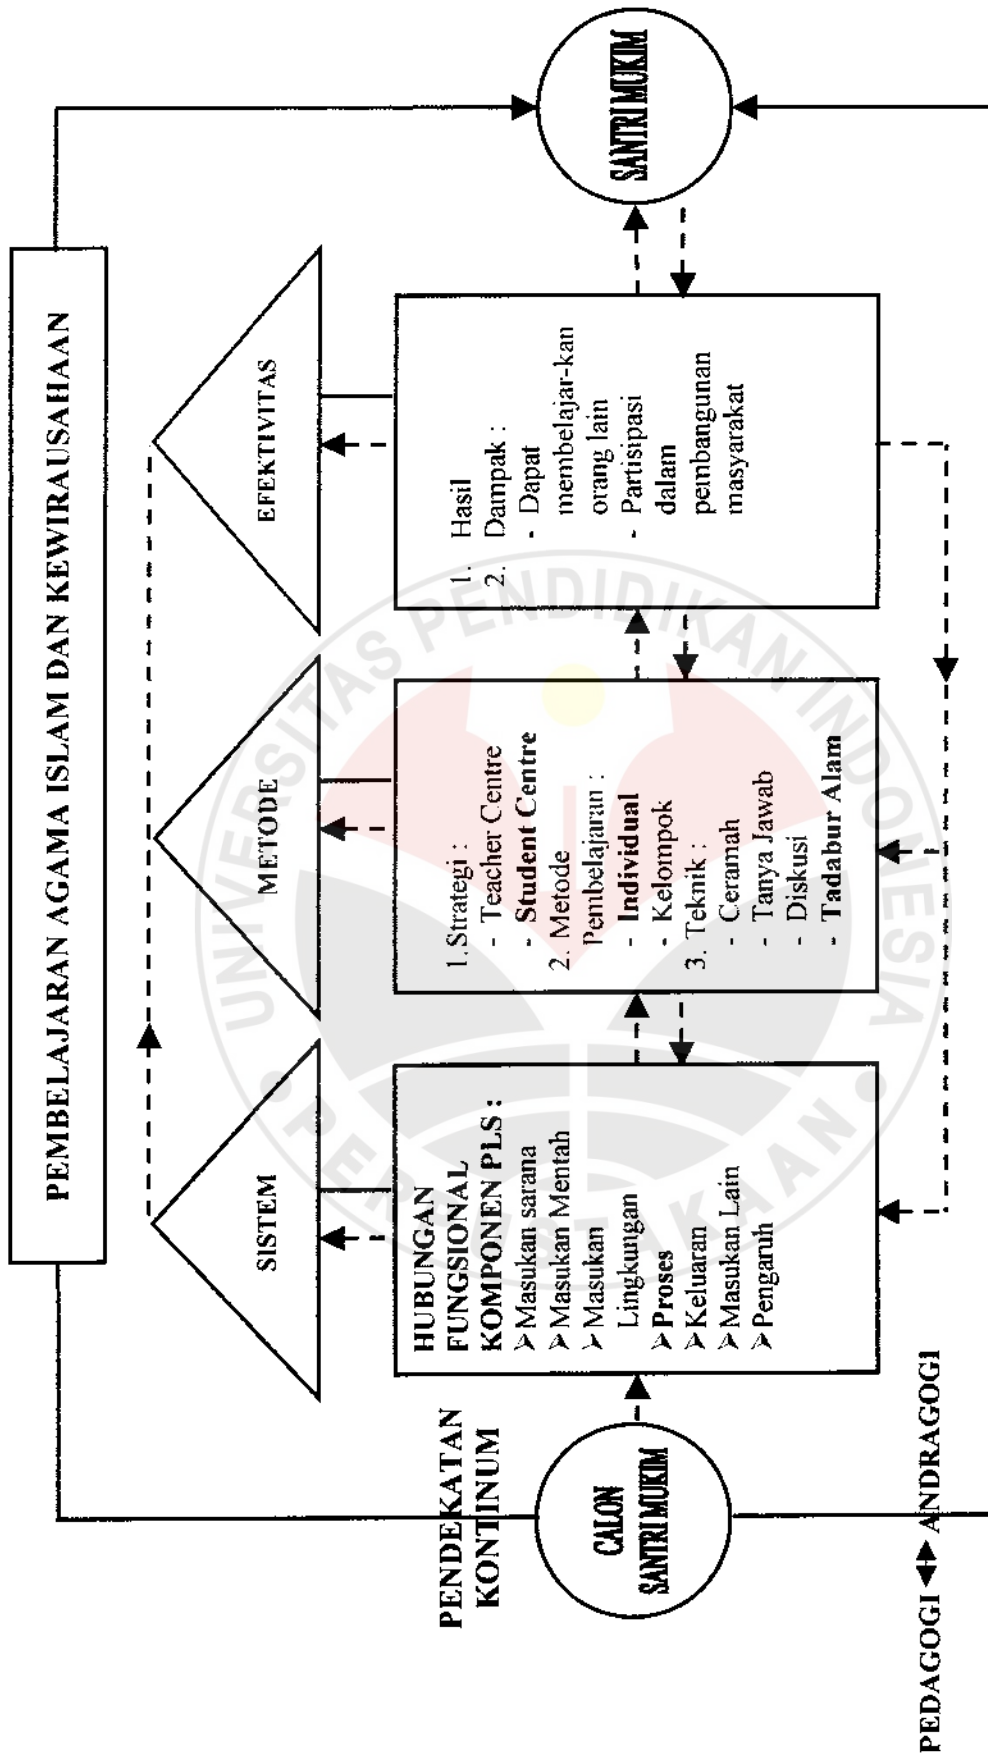 PEMBELAJARAN AGAMA ISLAM DAN KEWIRAUSAHAAN
SISTEM
METODE
EFEKTIVITAS
PENDEKATAN
KONTINUM
CALON
SANTRI MUKIM
HUBUNGAN
FUNGSIONAL
KOMPONEN PLS :
➢Masukan sarana
➢Masukan Mentah
➢Masukan
Lingkungan
➢Proses
➢Keluaran
➢Masukan Lain
➢Pengaruh
1.Strategi :
- Teacher Centre
- Student Centre
2. Metode
Pembelajaran :
- Individual
- Kelompok
3. Teknik :
- Ceramah
- Tanya Jawab
- Diskusi
- Tadabur Alam
1. Hasil
2. Dampak :
- Dapat
membelajar-kan
orang lain
- Partisipasi
dalam
pembangunan
masyarakat
SANTRI MUKIM
PEDAGOGI ◄► ANDRAGOGI
UNIVERSITAS PENDIDIKAN INDONESIA
PERPUSTAKAAN